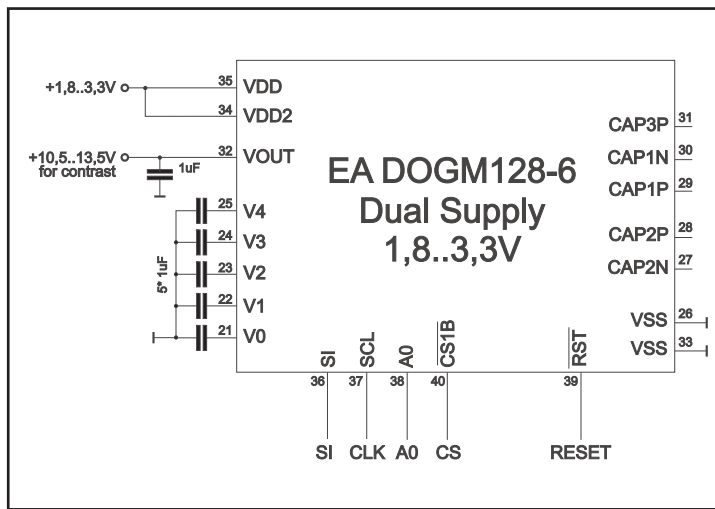 +1,8..3,3V
35 VDD
34 VDD2
+10,5..13,5V
for contrast
1uF
32 VOUT
25 V4
24 V3
23 V2
22 V1
21 V0
5* 1uF
EA DOGM128-6
Dual Supply
1,8..3,3V
CAP3P 31
CAP1N 30
CAP1P 29
CAP2P 28
CAP2N 27
VSS 26
VSS 33
SI SCL A0 CS1B RST
36 37 38 40 39
SI CLK A0 CS RESET